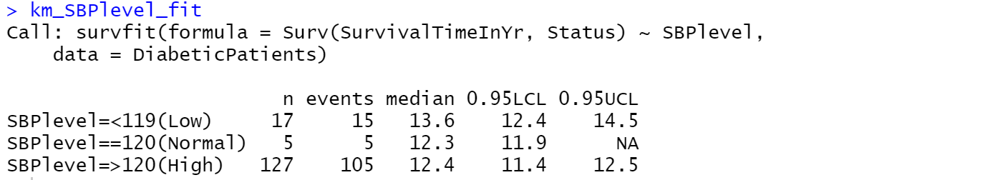 > km_SBPlevel_fit
Call: survfit(formula = Surv(SurvivalTimeInYr, Status) ~ SBPlevel,
    data = DiabeticPatients)

                        n events median 0.95LCL 0.95UCL
SBPlevel=<119(Low)     17     15   13.6    12.4    14.5
SBPlevel==120(Normal)   5      5   12.3    11.9      NA
SBPlevel=>120(High)   127    105   12.4    11.4    12.5